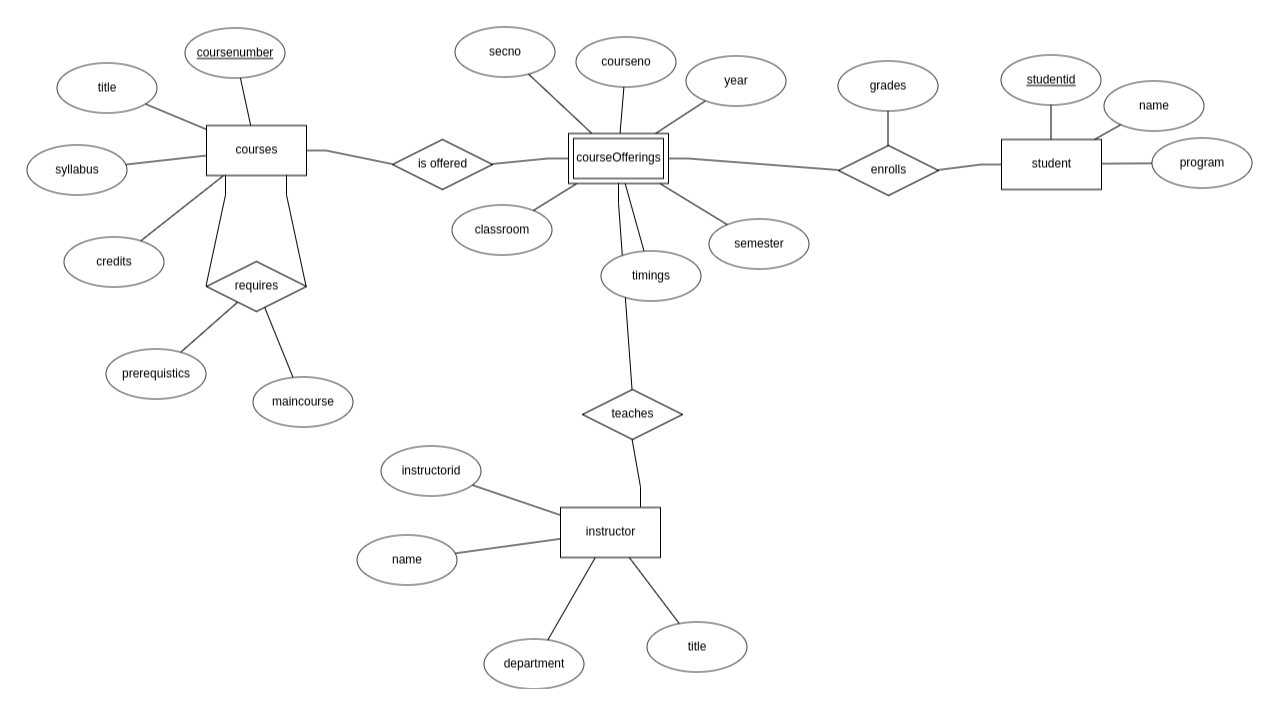 secno
coursenumber
courseno
year
studentid
grades
title
name
courses
courseOfferings
is offered
student
program
syllabus
enrolls
classroom
semester
credits
timings
requires
prerequistics
maincourse
teaches
instructorid
instructor
name
title
department